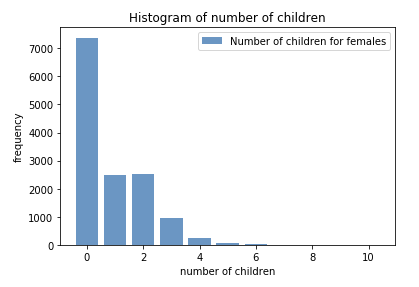 Histogram of number of children
Number of children for females
7000
6000
5000
4000
3000
2000
1000
0
frequency
0 2 4 6 8 10
number of children